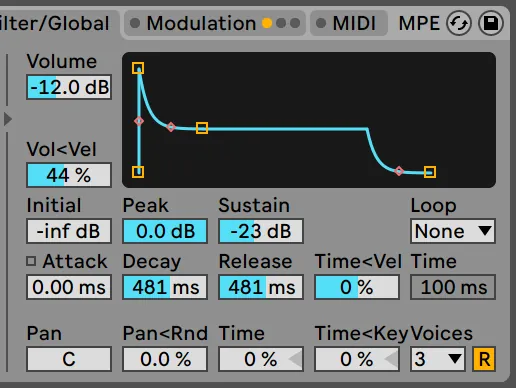 ilter/Global Modulation MIDI MPE
Volume
-12.0 dB
Vol<Vel
44 %
Initial Peak Sustain Loop
-inf dB 0.0 dB -23 dB None
Attack Decay Release Time<Vel Time
0.00 ms 481 ms 481 ms 0 % 100 ms
Pan Pan<Rnd Time Time<Key Voices
C 0.0 % 0 % 0 % 3 R